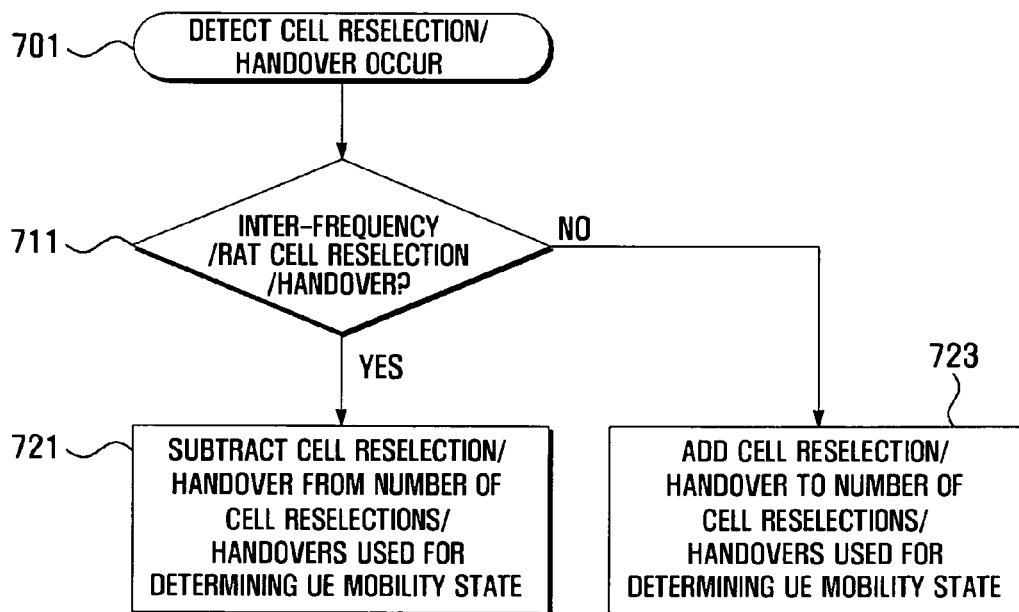 701
DETECT CELL RESELECTION/
HANDOVER OCCUR
711
INTER-FREQUENCY
/RAT CELL RESELECTION
/HANDOVER?
NO
YES
721
SUBTRACT CELL RESELECTION/
HANDOVER FROM NUMBER OF
CELL RESELECTIONS/
HANDOVERS USED FOR
DETERMINING UE MOBILITY STATE
723
ADD CELL RESELECTION/
HANDOVER TO NUMBER OF
CELL RESELECTIONS/
HANDOVERS USED FOR
DETERMINING UE MOBILITY STATE